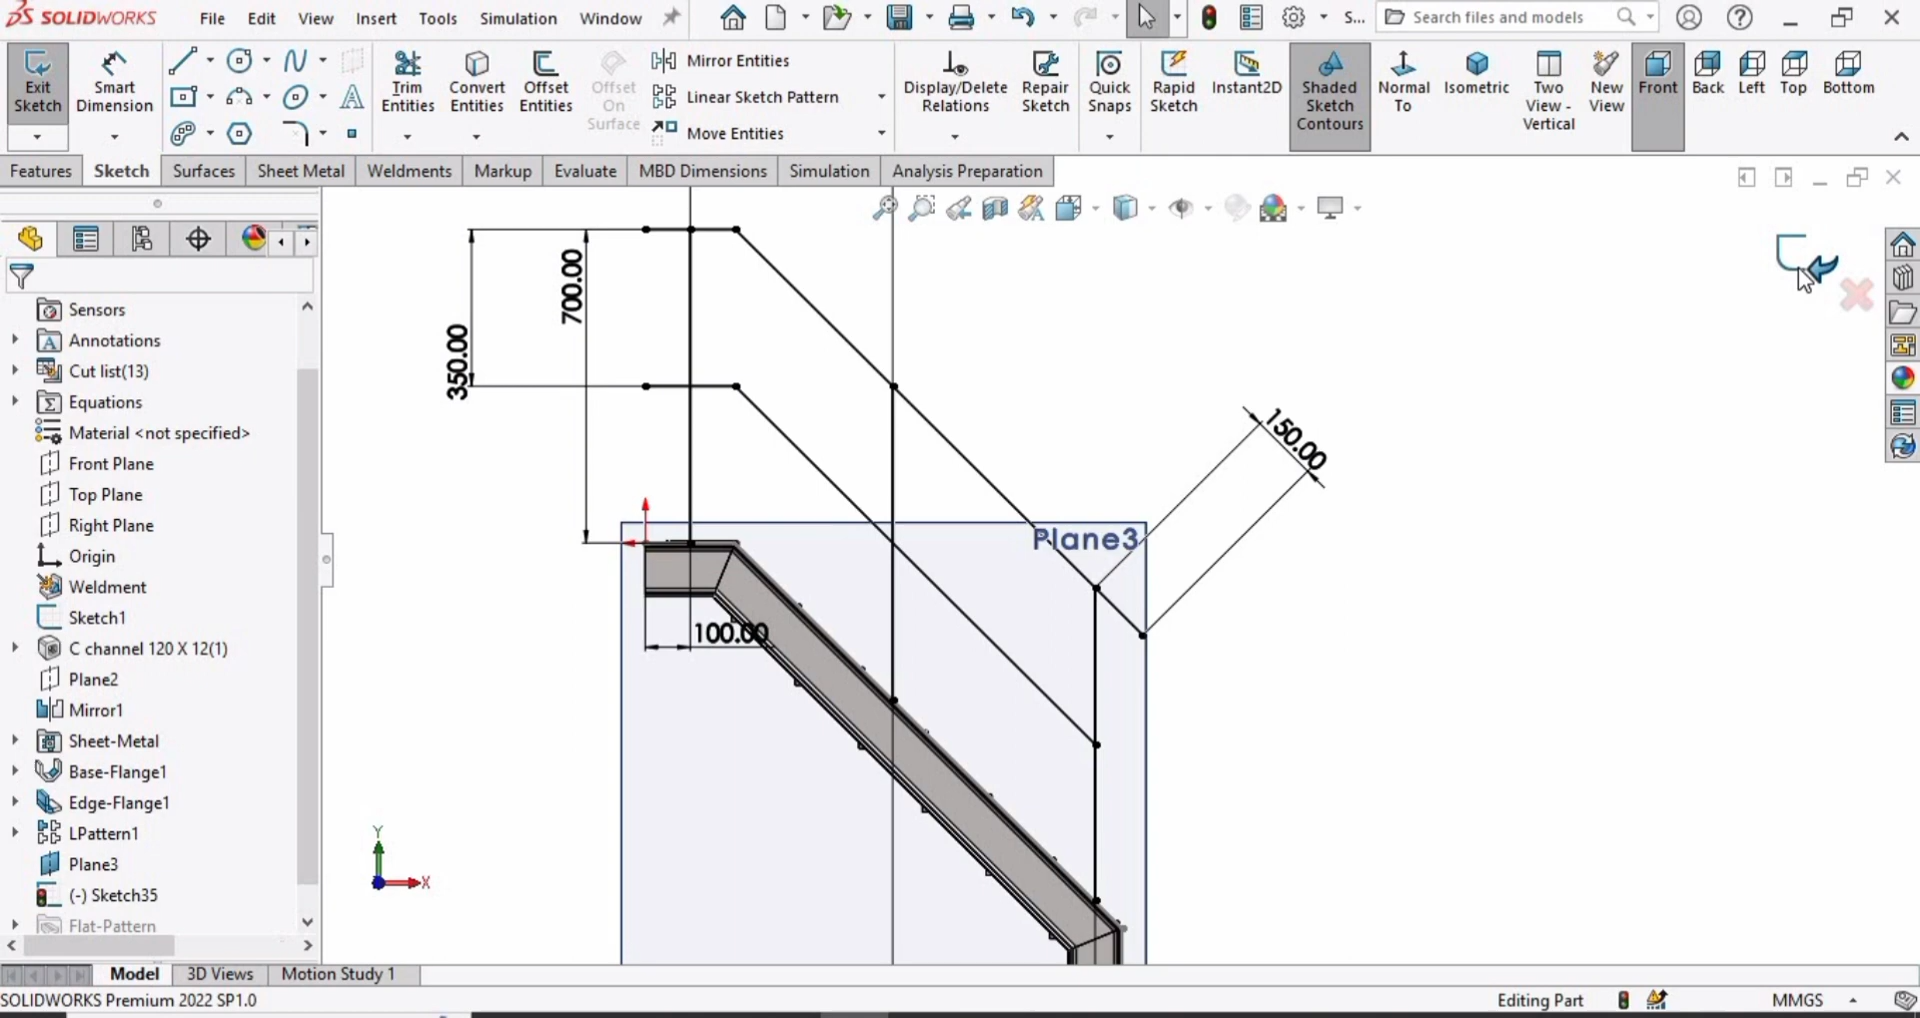 SOLIDWORKS File Edit View Insert Tools Simulation Window S... Search files and models
Exit Sketch
Smart Dimension
Trim Entities
Convert Entities
Offset Entities
Offset On Surface
Mirror Entities
Linear Sketch Pattern
Move Entities
Display/Delete Relations
Repair Sketch
Quick Snaps
Rapid Sketch
Instant2D
Shaded Sketch Contours
Normal To
Isometric
Two View - Vertical
New View
Front
Back
Left
Top
Bottom
Features Sketch Surfaces Sheet Metal Weldments Markup Evaluate MBD Dimensions Simulation Analysis Preparation
Sensors
Annotations
Cut list(13)
Equations
Material <not specified>
Front Plane
Top Plane
Right Plane
Origin
Weldment
Sketch1
C channel 120 X 12(1)
Plane2
Mirror1
Sheet-Metal
Base-Flange1
Edge-Flange1
LPattern1
Plane3
(-) Sketch35
Flat-Pattern
700.00
350.00
150.00
Plane3
100.00
Y
X
Model 3D Views Motion Study 1
SOLIDWORKS Premium 2022 SP1.0 Editing Part MMGS